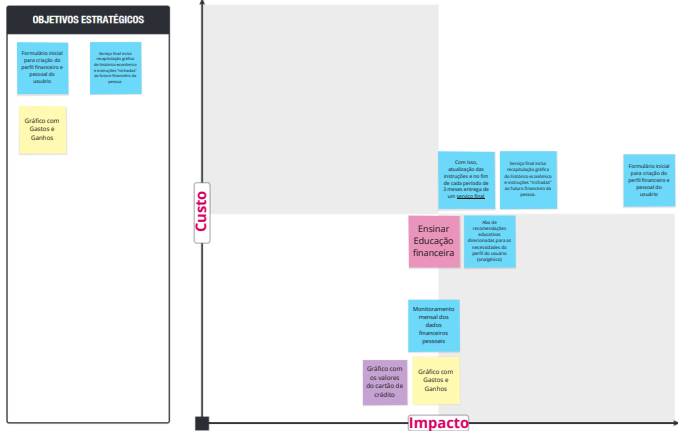 OBJETIVOS ESTRATÉGICOS
Formulário inicial
para criação do
perfil financeiro e
pessoal do
usuário
Serviço final inclui
recapitulação gráfica
do histórico econômico
e instruções "nichadas"
ao futuro financeiro da
pessoa.
Gráfico com
Gastos e
Ganhos
Custo
Com isso,
atualização das
instruções e no fim
de cada período de
3 meses entrega de
um serviço final
Serviço final inclui
recapitulação gráfica
do histórico econômico
e instruções "nichadas"
ao futuro financeiro da
pessoa.
Formulário inicial
para criação do
perfil financeiro e
pessoal do
usuário
Ensinar
Educação
financeira
Aba de
recomendações
educativas
direcionadas para as
necesidades do
perfil do usuário
(analgênico)
Monitoramento
mensal dos
dados
financeiros
pessoais
Gráfico com
os valores
do cartão de
crédito
Gráfico com
Gastos e
Ganhos
Impacto